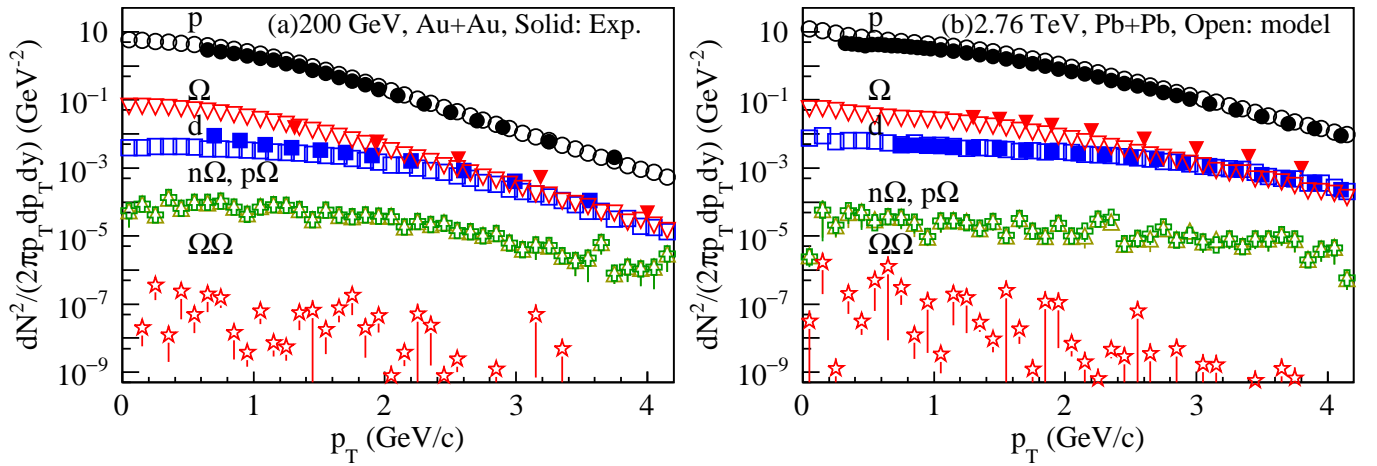 (a)200 GeV, Au+Au, Solid: Exp.
p
Ω
d
nΩ, pΩ
ΩΩ
dN²/(2πp_T dp_T dy) (GeV⁻²)
10
10⁻¹
10⁻³
10⁻⁵
10⁻⁷
10⁻⁹
0 1 2 3 4
p_T (GeV/c)
(b)2.76 TeV, Pb+Pb, Open: model
p
Ω
d
nΩ, pΩ
ΩΩ
dN²/(2πp_T dp_T dy) (GeV⁻²)
10
10⁻¹
10⁻³
10⁻⁵
10⁻⁷
10⁻⁹
0 1 2 3 4
p_T (GeV/c)